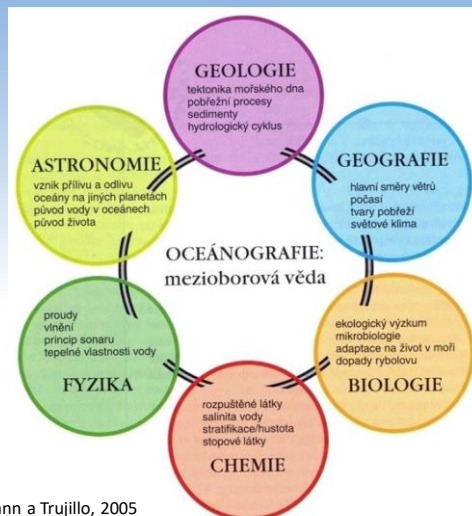 GEOLOGIE
tektonika mořského dna
pobřežní procesy
sedimenty
hydrologický cyklus
ASTRONOMIE
vznik přílivu a odlivu
oceány na jiných planetách
původ vody v oceánech
původ života
GEOGRAFIE
hlavní směry větrů
počasí
tvary pobřeží
světové klima
OCEÁNOGRAFIE:
mezioborová věda
proudy
vlnění
princip sonaru
tepelné vlastnosti vody
FYZIKA
ekologický výzkum
mikrobiologie
adaptace na život v moři
dopady rybolovu
BIOLOGIE
rozpuštěné látky
salinita vody
stratifikace/hustota
stopové látky
CHEMIE
a Trujillo, 2005